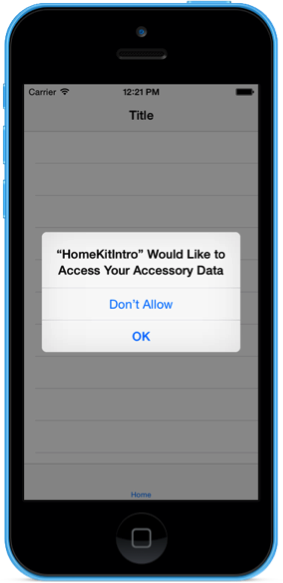 Carrier 12:21 PM
Title
“HomeKitIntro” Would Like to
Access Your Accessory Data
Don’t Allow
OK
Home